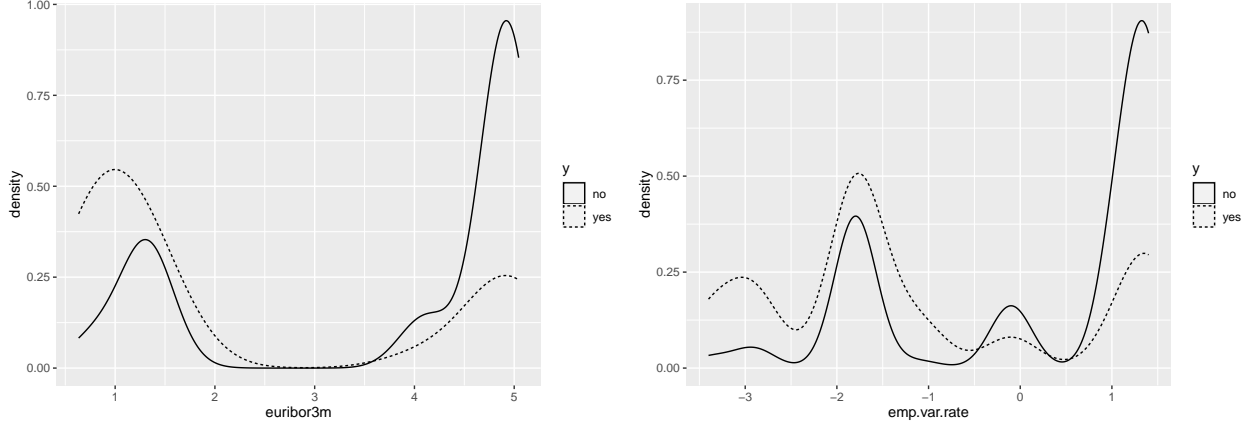 1.00
0.75
0.50
0.25
0.00
density
1 2 3 4 5
euribor3m
y
no
yes
0.75
0.50
0.25
0.00
density
−3 −2 −1 0 1
emp.var.rate
y
no
yes